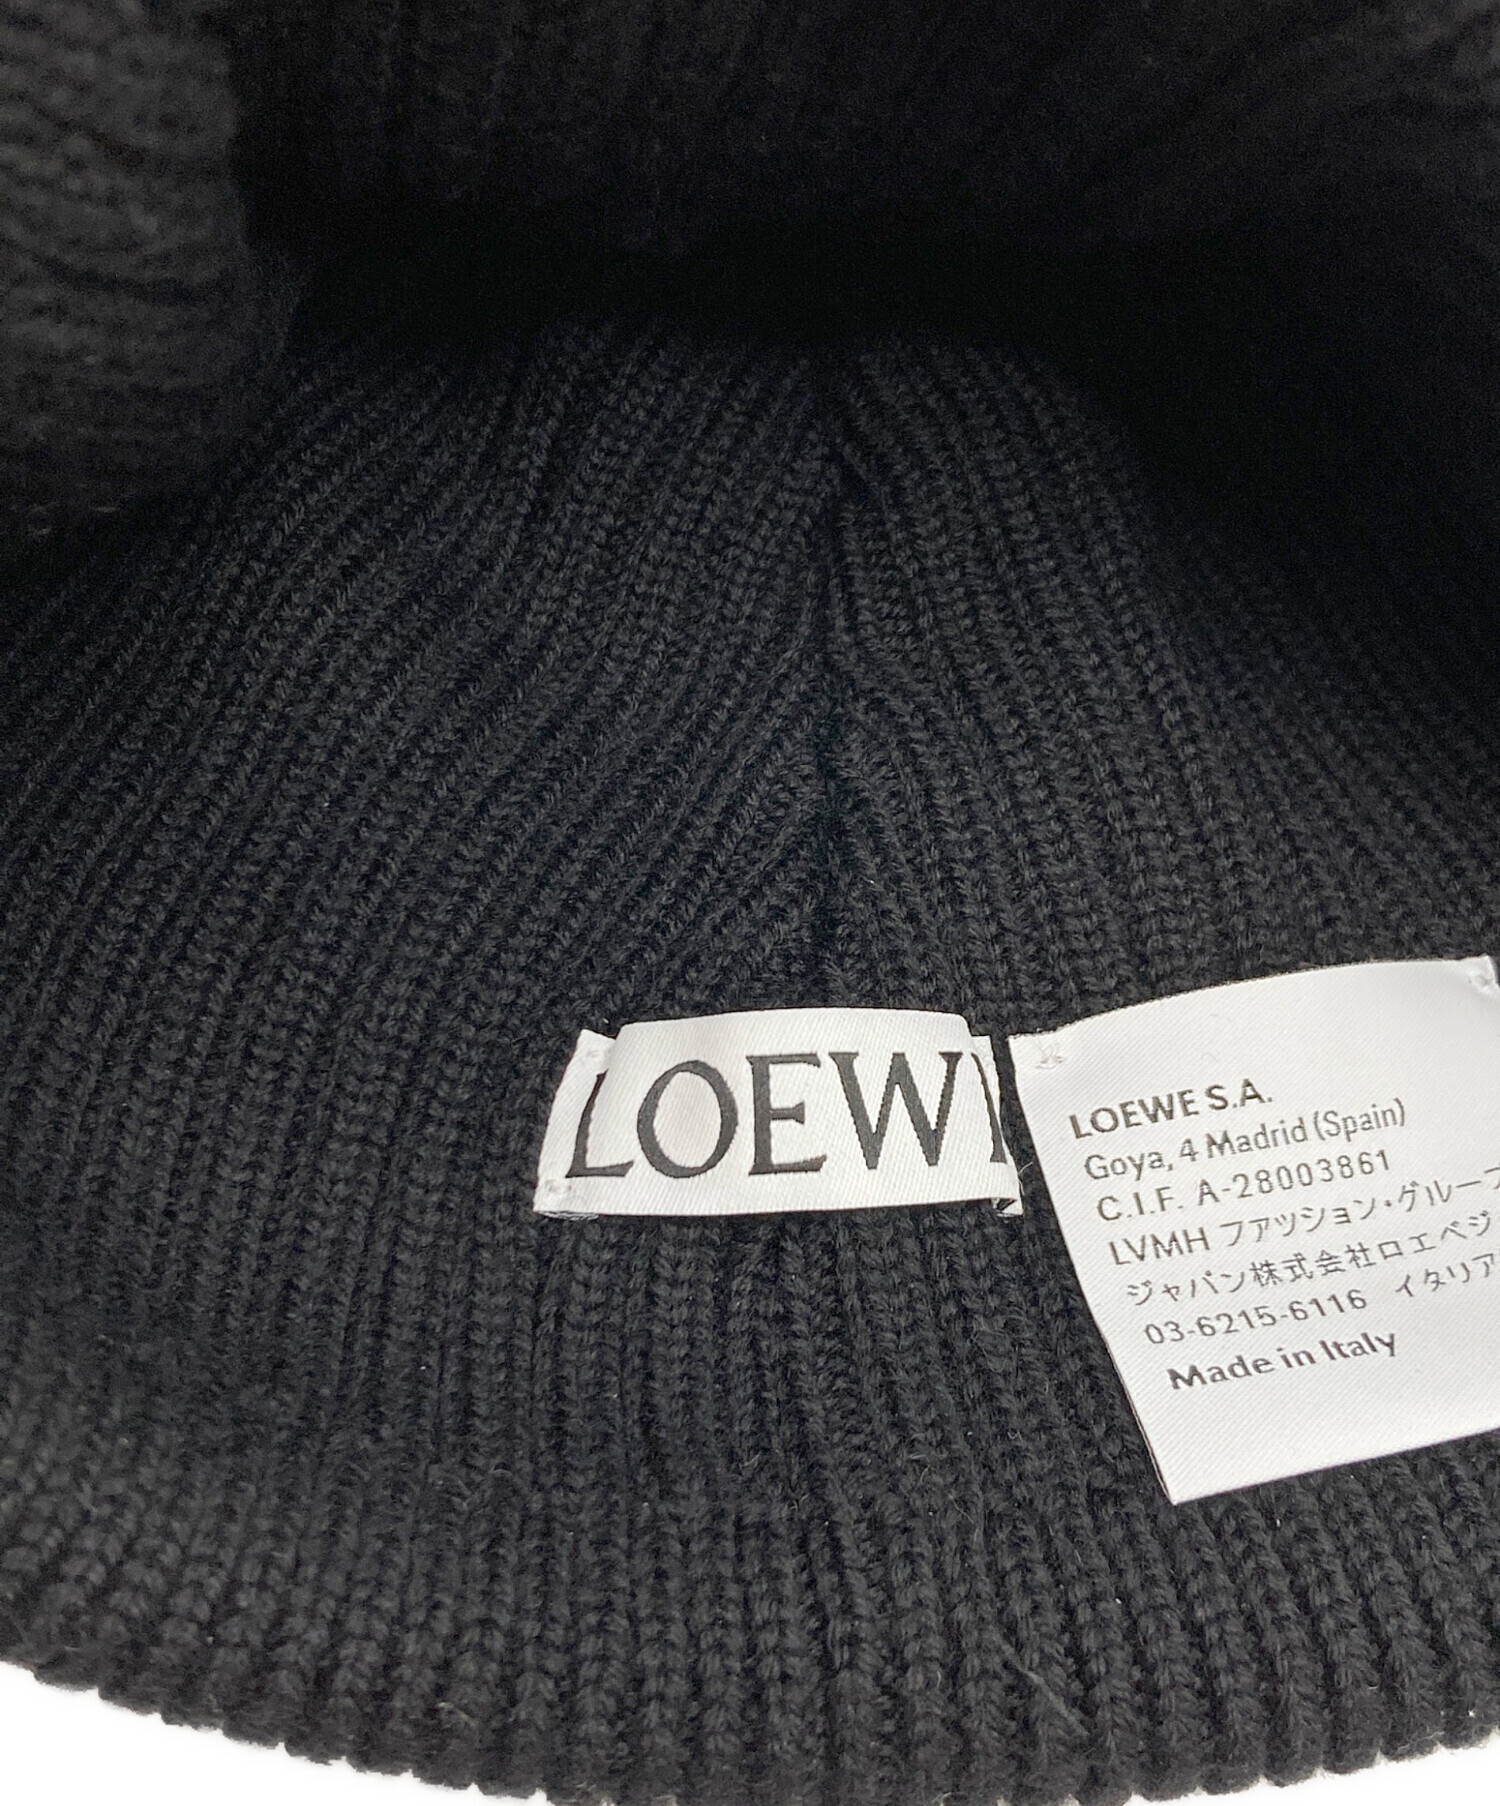 LOEWE
LOEWE S.A.
Goya, 4 Madrid (Spain)
C.I.F. A-28003861
LVMH ファッション・グループ
ジャパン株式会社ロエベジ
03-6215-6116 イタリア
Made in Italy